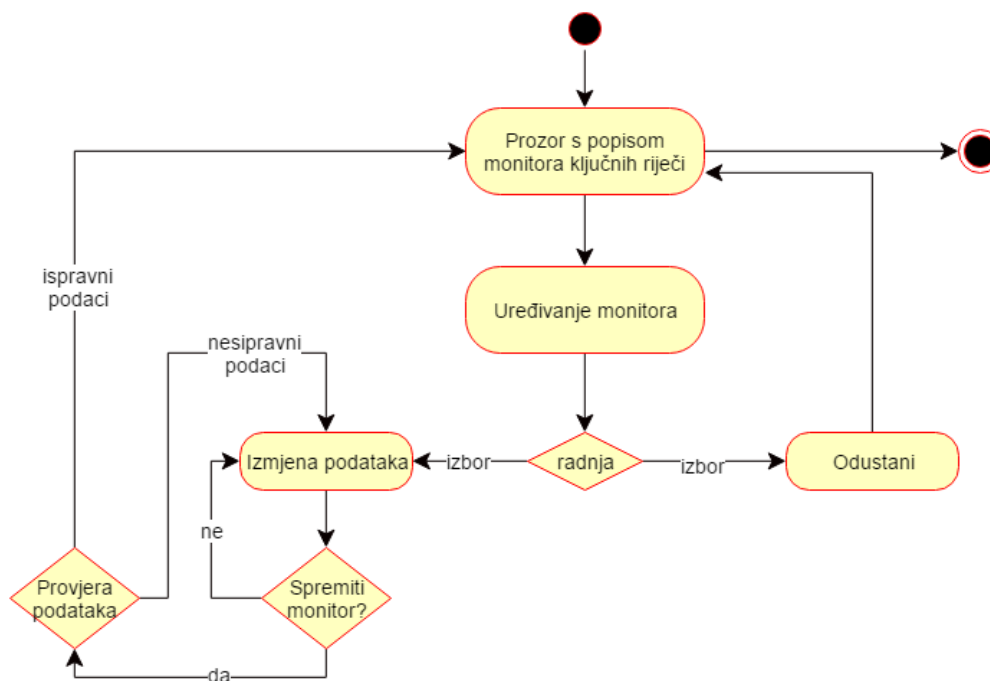 Prozor s popisom
monitora ključnih riječi
ispravni
podaci
Uređivanje monitora
nesipravni
podaci
Izmjena podataka
izbor
radnja
izbor
Odustani
ne
Provjera
podataka
Spremiti
monitor?
da